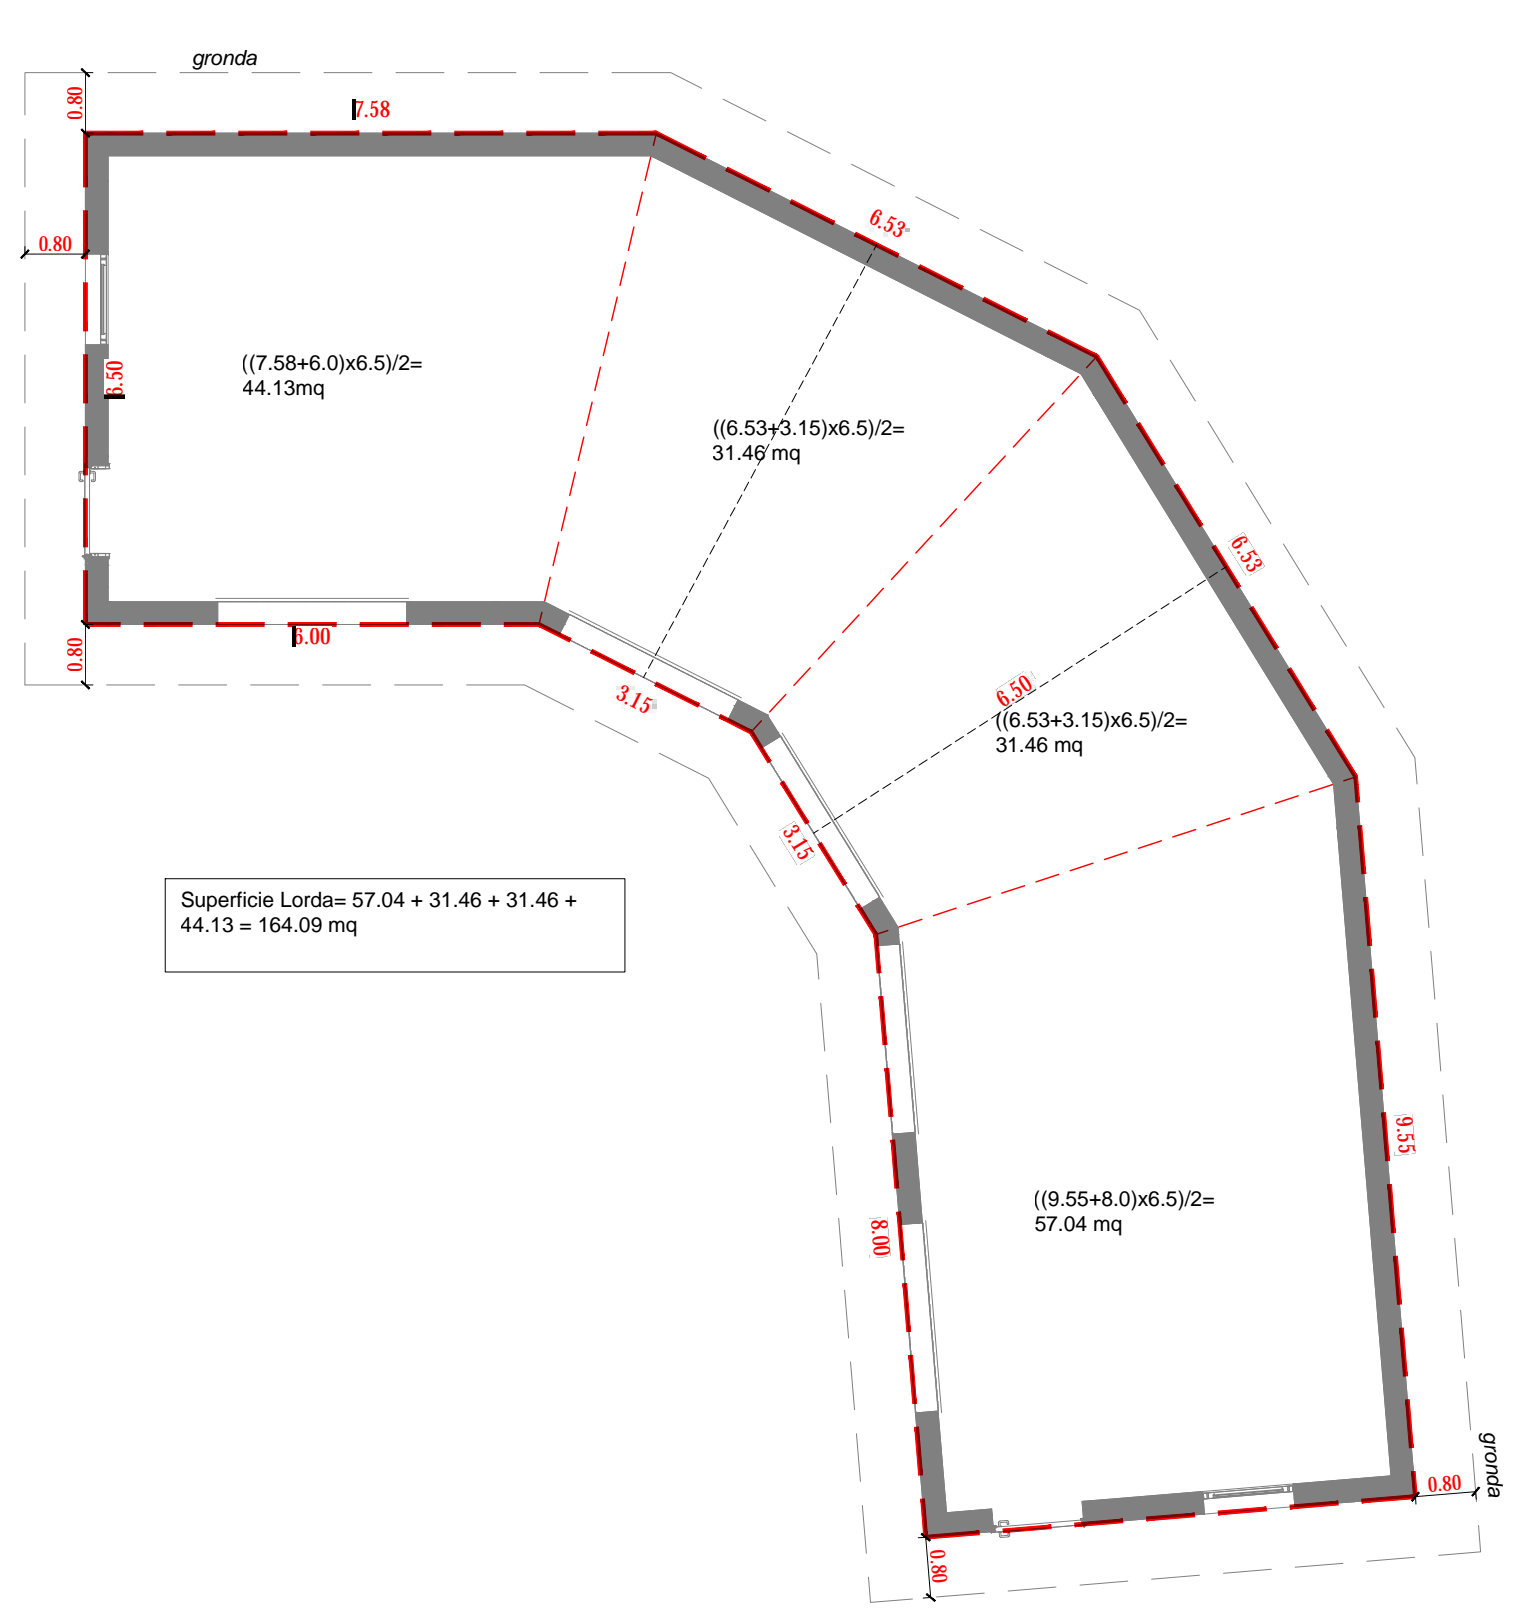 gronda
0.80
7.58
6.53
0.80
6.50
((7.58+6.0)x6.5)/2=
44.13mq
((6.53+3.15)x6.5)/2=
31.46 mq
6.53
6.00
0.80
3.15
6.50
((6.53+3.15)x6.5)/2=
31.46 mq
3.15
Superficie Lorda= 57.04 + 31.46 + 31.46 +
44.13 = 164.09 mq
9.55
((9.55+8.0)x6.5)/2=
57.04 mq
8.00
gronda
0.80
0.80